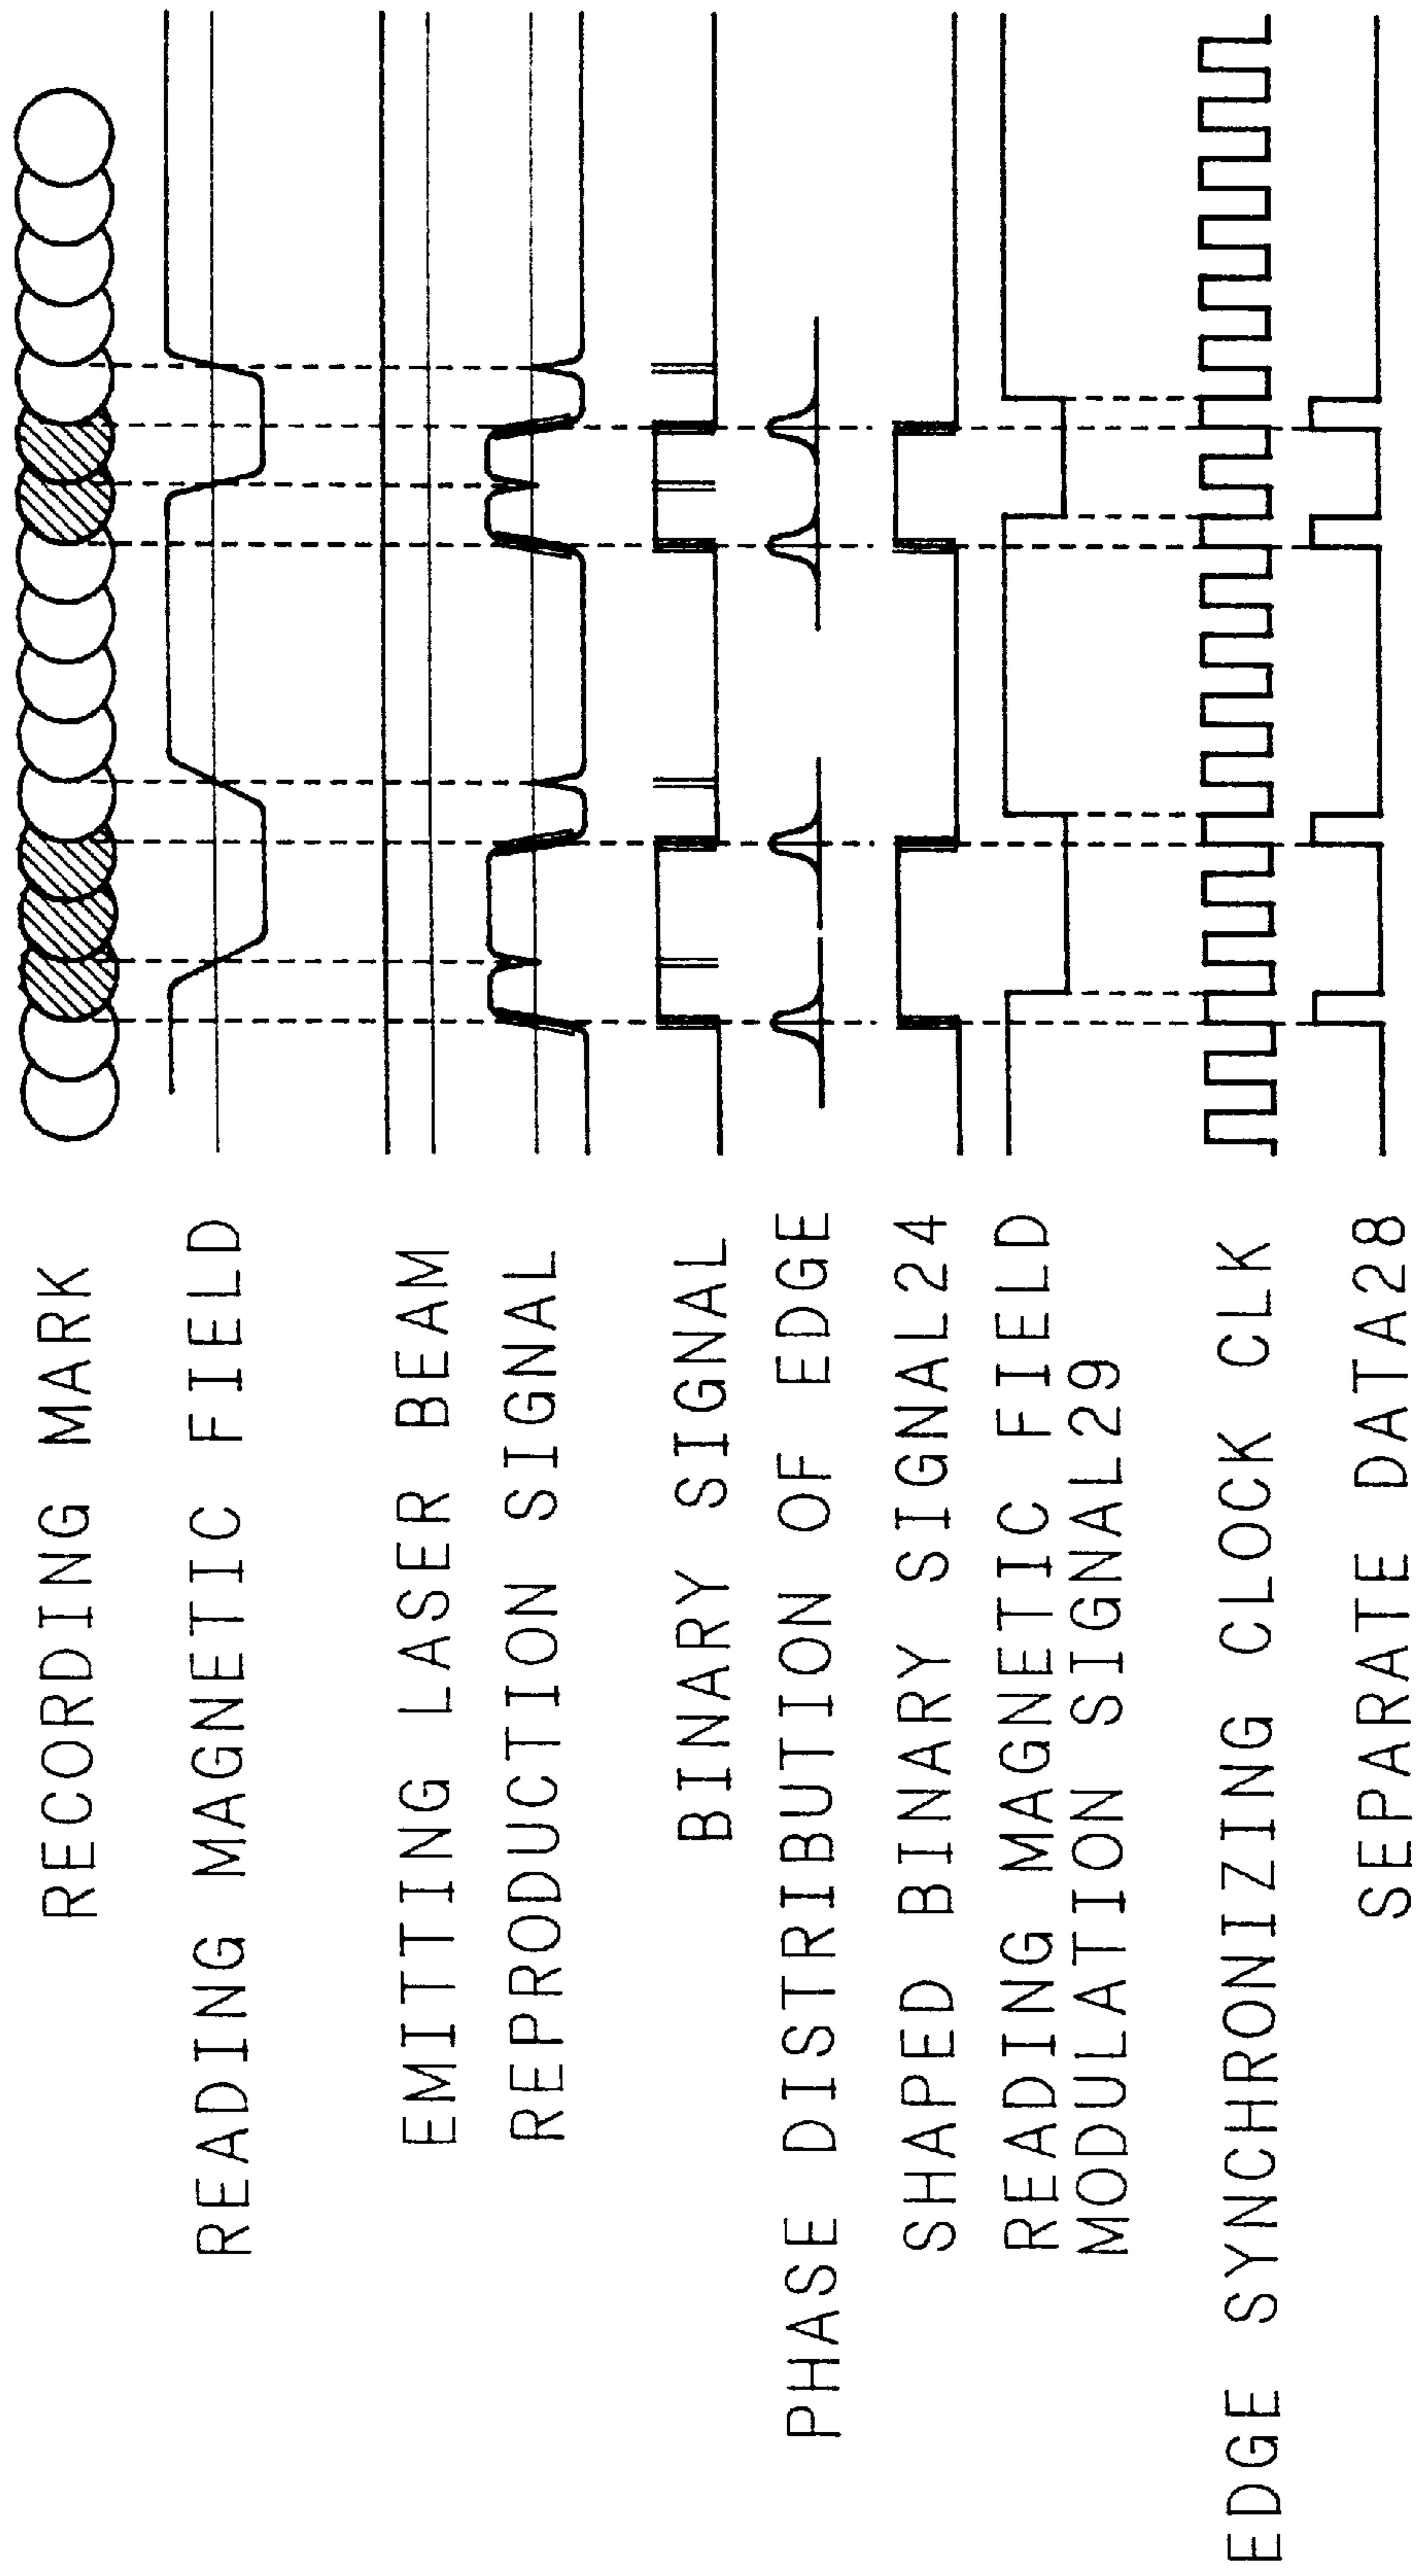 RECORDING MARK
READING MAGNETIC FIELD
EMITTING LASER BEAM
REPRODUCTION SIGNAL
BINARY SIGNAL
PHASE DISTRIBUTION OF EDGE
SHAPED BINARY SIGNAL24
READING MAGNETIC FIELD
MODULATION SIGNAL29
EDGE SYNCHRONIZING CLOCK CLK
SEPARATE DATA28